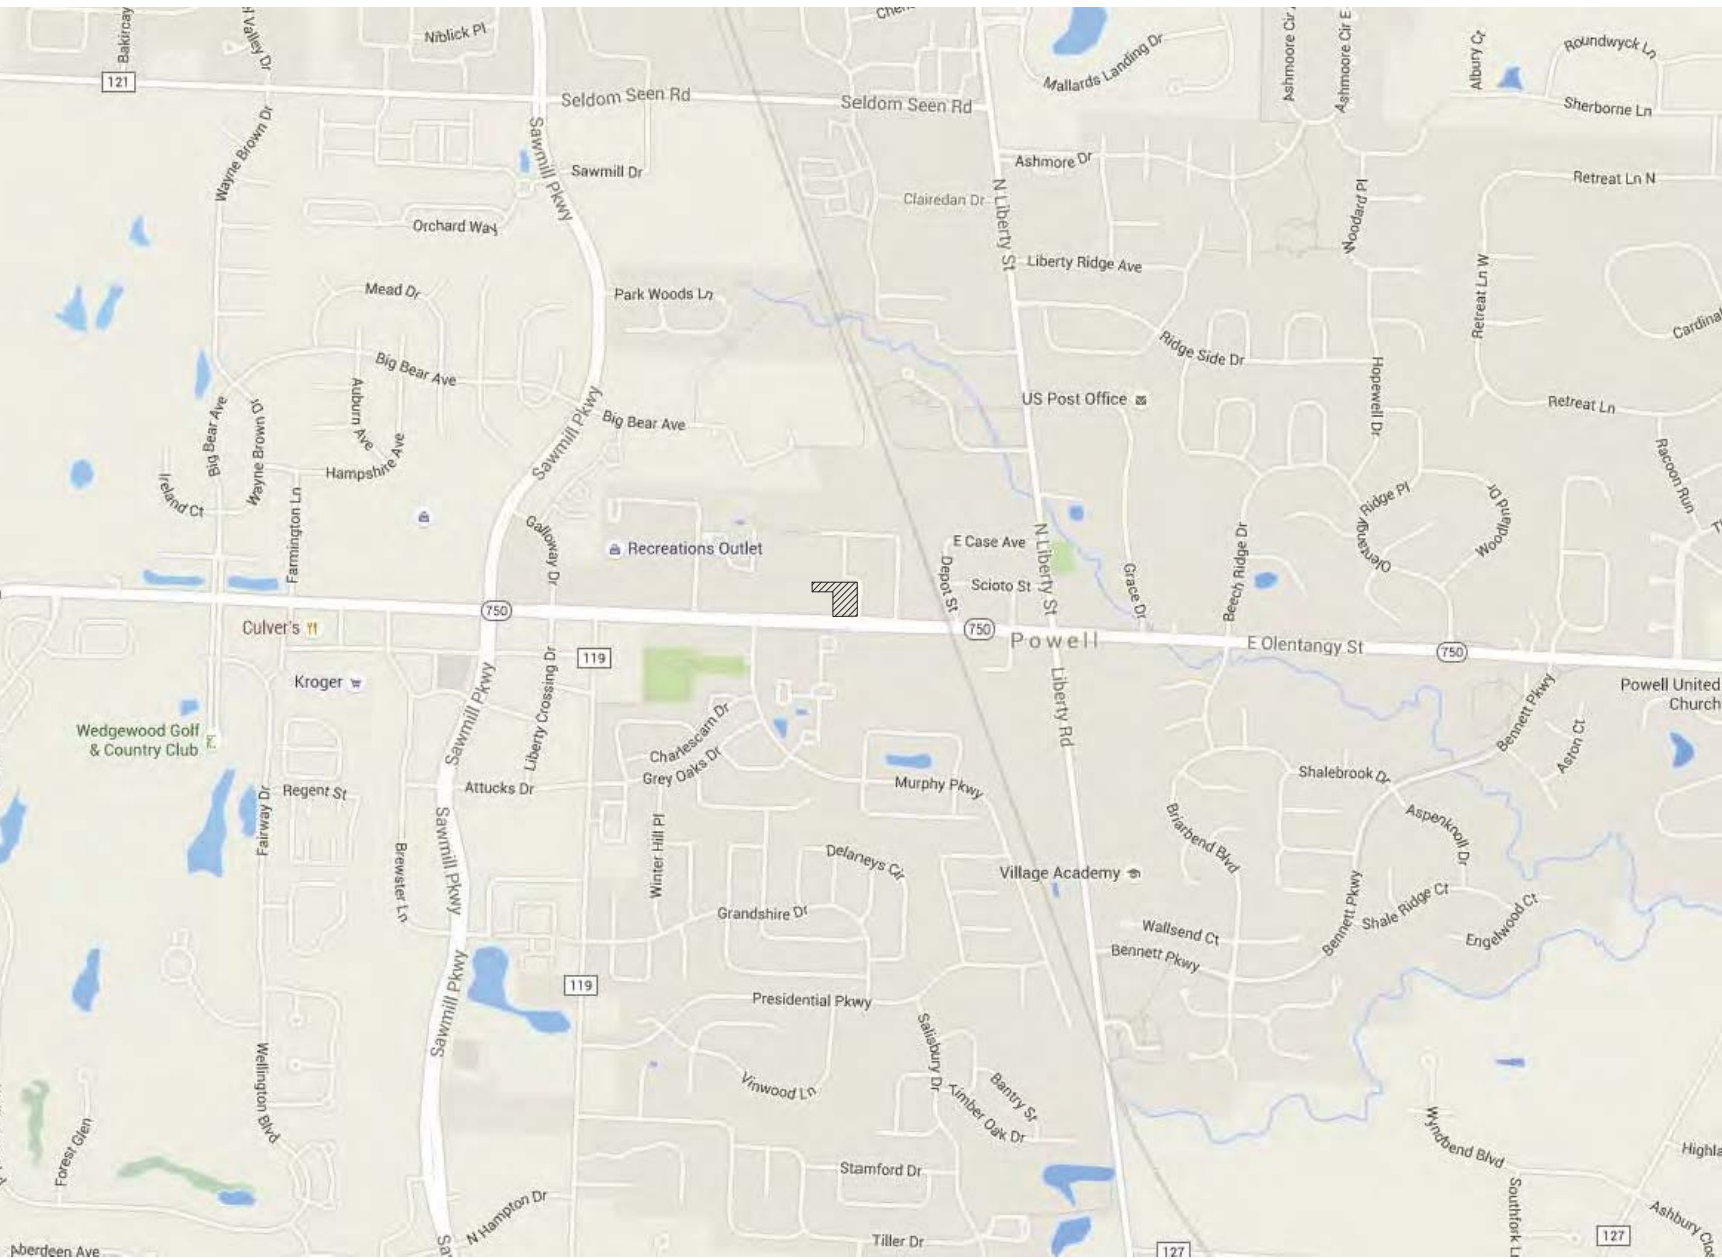 Niblick Pl
Bakircay
l Valley Dr
121
Seldom Seen Rd
Seldom Seen Rd
Mallards Landing Dr
Ashmoore Cir
Ashmoore Cir E
Albury Ct
Roundwyck Ln
Sherborne Ln
Wayne Brown Dr
Sawmill Pkwy
Sawmill Dr
Orchard Way
Clairedan Dr
N Liberty St
Ashmore Dr
Woodard Pl
Retreat Ln N
Liberty Ridge Ave
Retreat Ln W
Cardinal
Mead Dr
Park Woods Ln
Big Bear Ave
Auburn Ave
Big Bear Ave
Wayne Brown Dr
Hampshire Ave
Ireland Ct
Farmington Ln
Sawmill Pkwy
Big Bear Ave
Ridge Side Dr
Hopewell Dr
US Post Office
Retreat Ln
Racoon Run
Galloway Dr
Recreations Outlet
E Case Ave
Depot St
Scioto St
N Liberty St
Grace Dr
Beech Ridge Dr
Olentangy Ridge Pl
Woodland Dr
750
750
Powell
E Olentangy St
750
Culver's
119
Kroger
Wedgewood Golf
& Country Club
Sawmill Pkwy
Liberty Crossing Dr
Charlescarn Dr
Grey Oaks Dr
Liberty Rd
Bennett Pkwy
Aston Ct
Powell United
Church
Regent St
Fairway Dr
Attucks Dr
Murphy Pkwy
Shalebrook Dr
Aspenknoll Dr
Briarbend Blvd
Brewster Ln
Sawmill Pkwy
Winter Hill Pl
Delaneys Cir
Village Academy
Grandshire Dr
Wallsend Ct
Bennett Pkwy
Bennett Pkwy
Shale Ridge Ct
Engelwood Ct
Sawmill Pkwy
119
Presidential Pkwy
Salisbury Dr
Vinwood Ln
Bantry St
Timber Oak Dr
Wellington Blvd
Forest Glen
Stamford Dr
N Hampton Dr
Tiller Dr
Aberdeen Ave
127
Wyndbend Blvd
Southfork L
127
Highla
Ashbury Clo